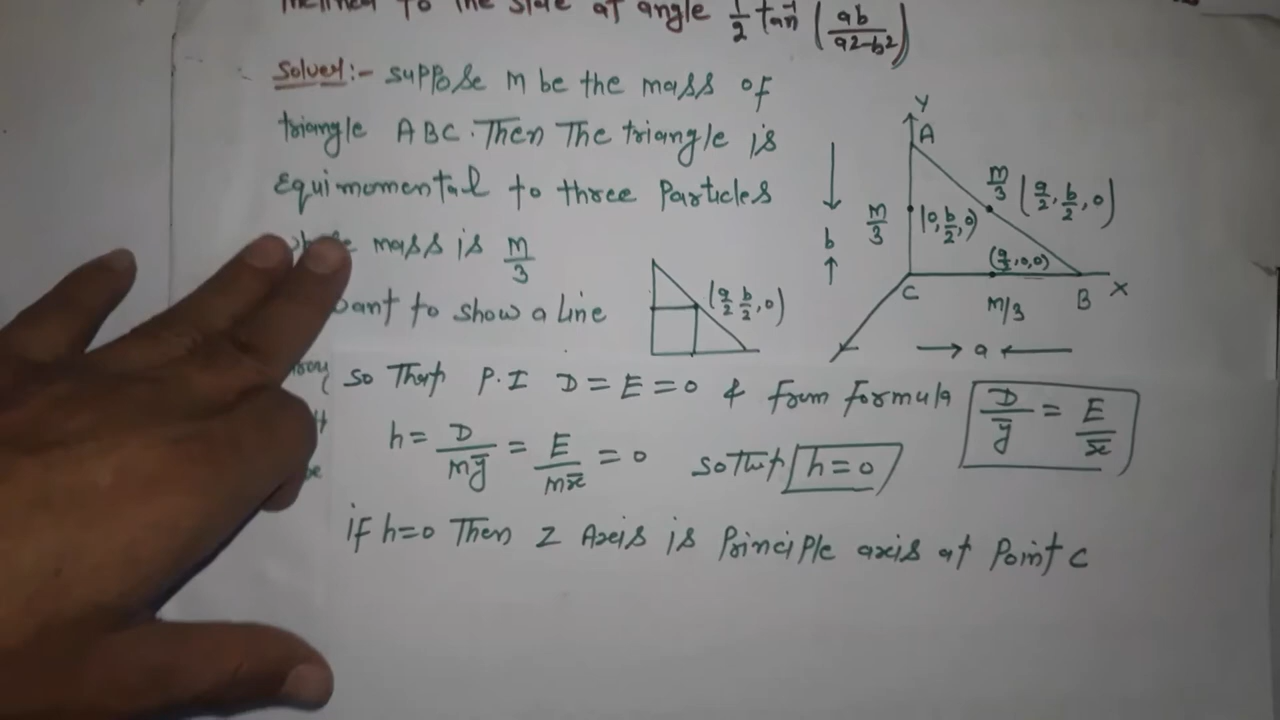 inclined to the side at angle 1/2 tan⁻¹ (ab/a2-b2)
Solve:- suppose m be the mass of
triangle ABC. Then The triangle is
Equimomental to three Particles
mass is m/3
want to show a Line
so That P.I D=E=0 & from formula D/ȳ = E/x̄
h = D/mȳ = E/mx̄ = 0 so that h=0
if h=0 Then Z Axis is Principle axis at Point C
Y
A
m/3 (a/2, b/2, 0)
m/3
(0, b/2, 0)
b
(a/2, 0, 0)
C
m/3
B
X
a
(a/2 b/2, 0)